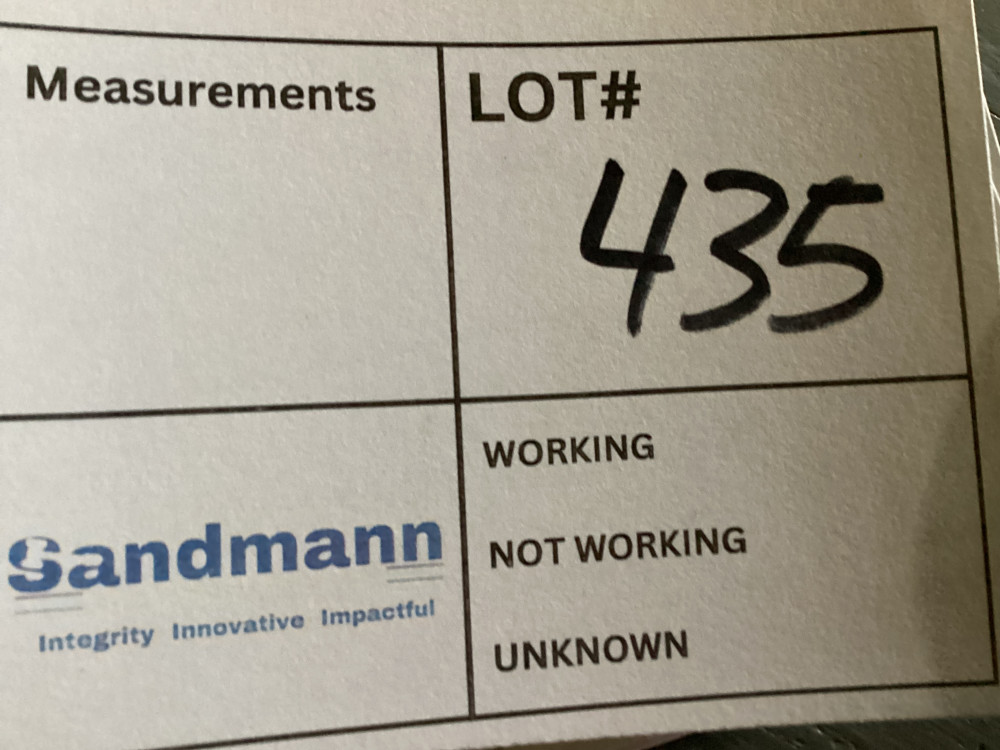 Measurements
LOT#
435
Sandmann
Integrity Innovative Impactful
WORKING
NOT WORKING
UNKNOWN